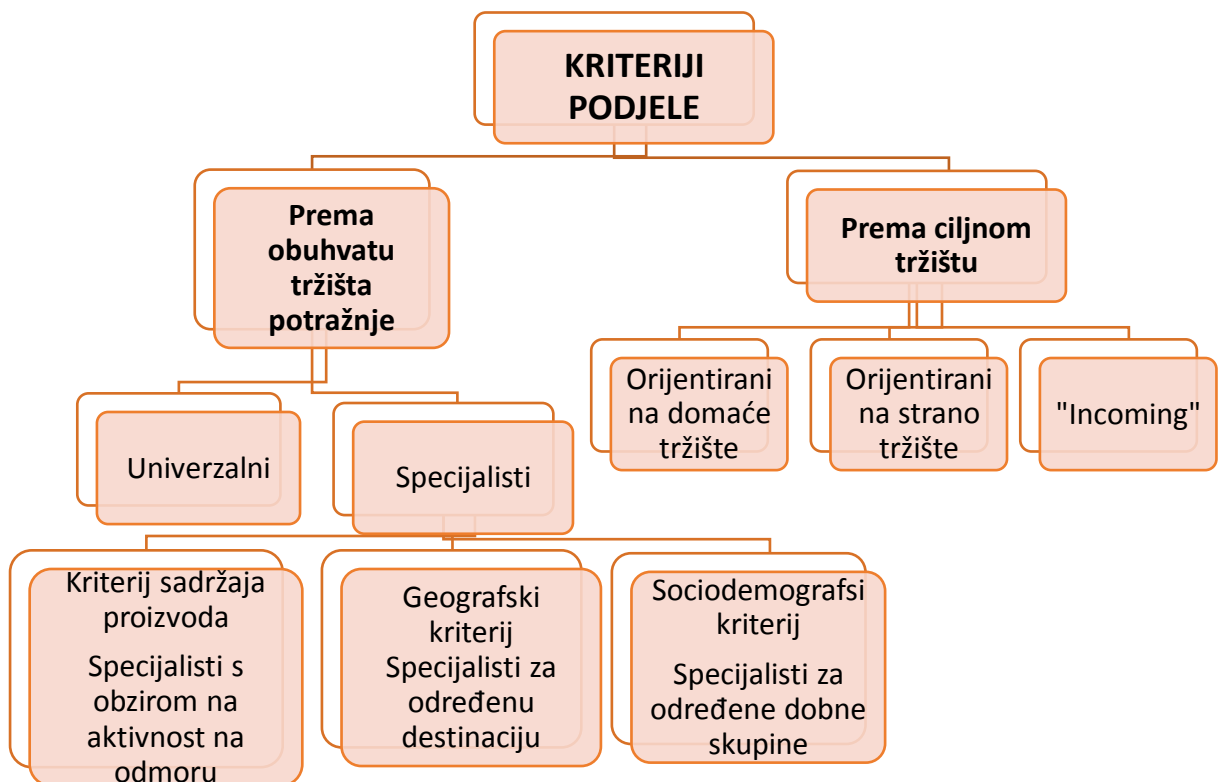 KRITERIJI
PODJELE
Prema
obuhvatu
tržišta
potražnje
Prema ciljnom
tržištu
Univerzalni
Specijalisti
Orijentirani
na domaće
tržište
Orijentirani
na strano
tržište
"Incoming"
Kriterij sadržaja
proizvoda
Specijalisti s
obzirom na
aktivnost na
odmoru
Geografski
kriterij
Specijalisti za
određenu
destinaciju
Sociodemografsi
kriterij
Specijalisti za
određene dobne
skupine